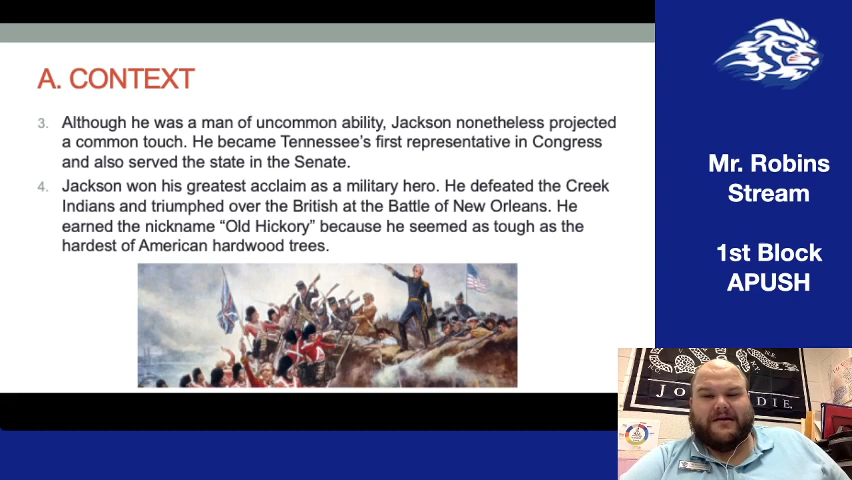 A. CONTEXT
3. Although he was a man of uncommon ability, Jackson nonetheless projected
a common touch. He became Tennessee's first representative in Congress
and also served the state in the Senate.
4. Jackson won his greatest acclaim as a military hero. He defeated the Creek
Indians and triumphed over the British at the Battle of New Orleans. He
earned the nickname “Old Hickory” because he seemed as tough as the
hardest of American hardwood trees.
Mr. Robins
Stream
1st Block
APUSH
JO
DIE.